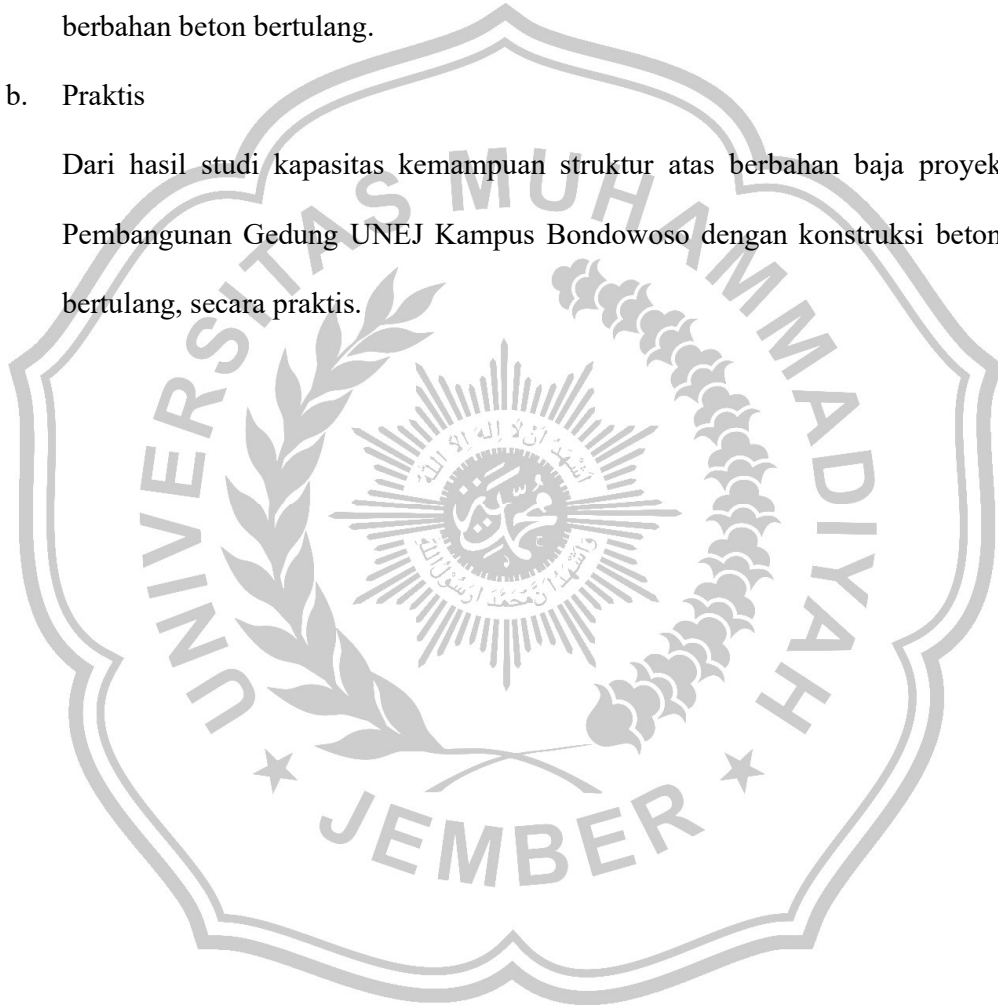 berbahan beton bertulang.
b. Praktis
Dari hasil studi kapasitas kemampuan struktur atas berbahan baja proyek
Pembangunan Gedung UNEJ Kampus Bondowoso dengan konstruksi beton
bertulang, secara praktis.
UNIVERSITAS MUHAMMADIYAH
JEMBER